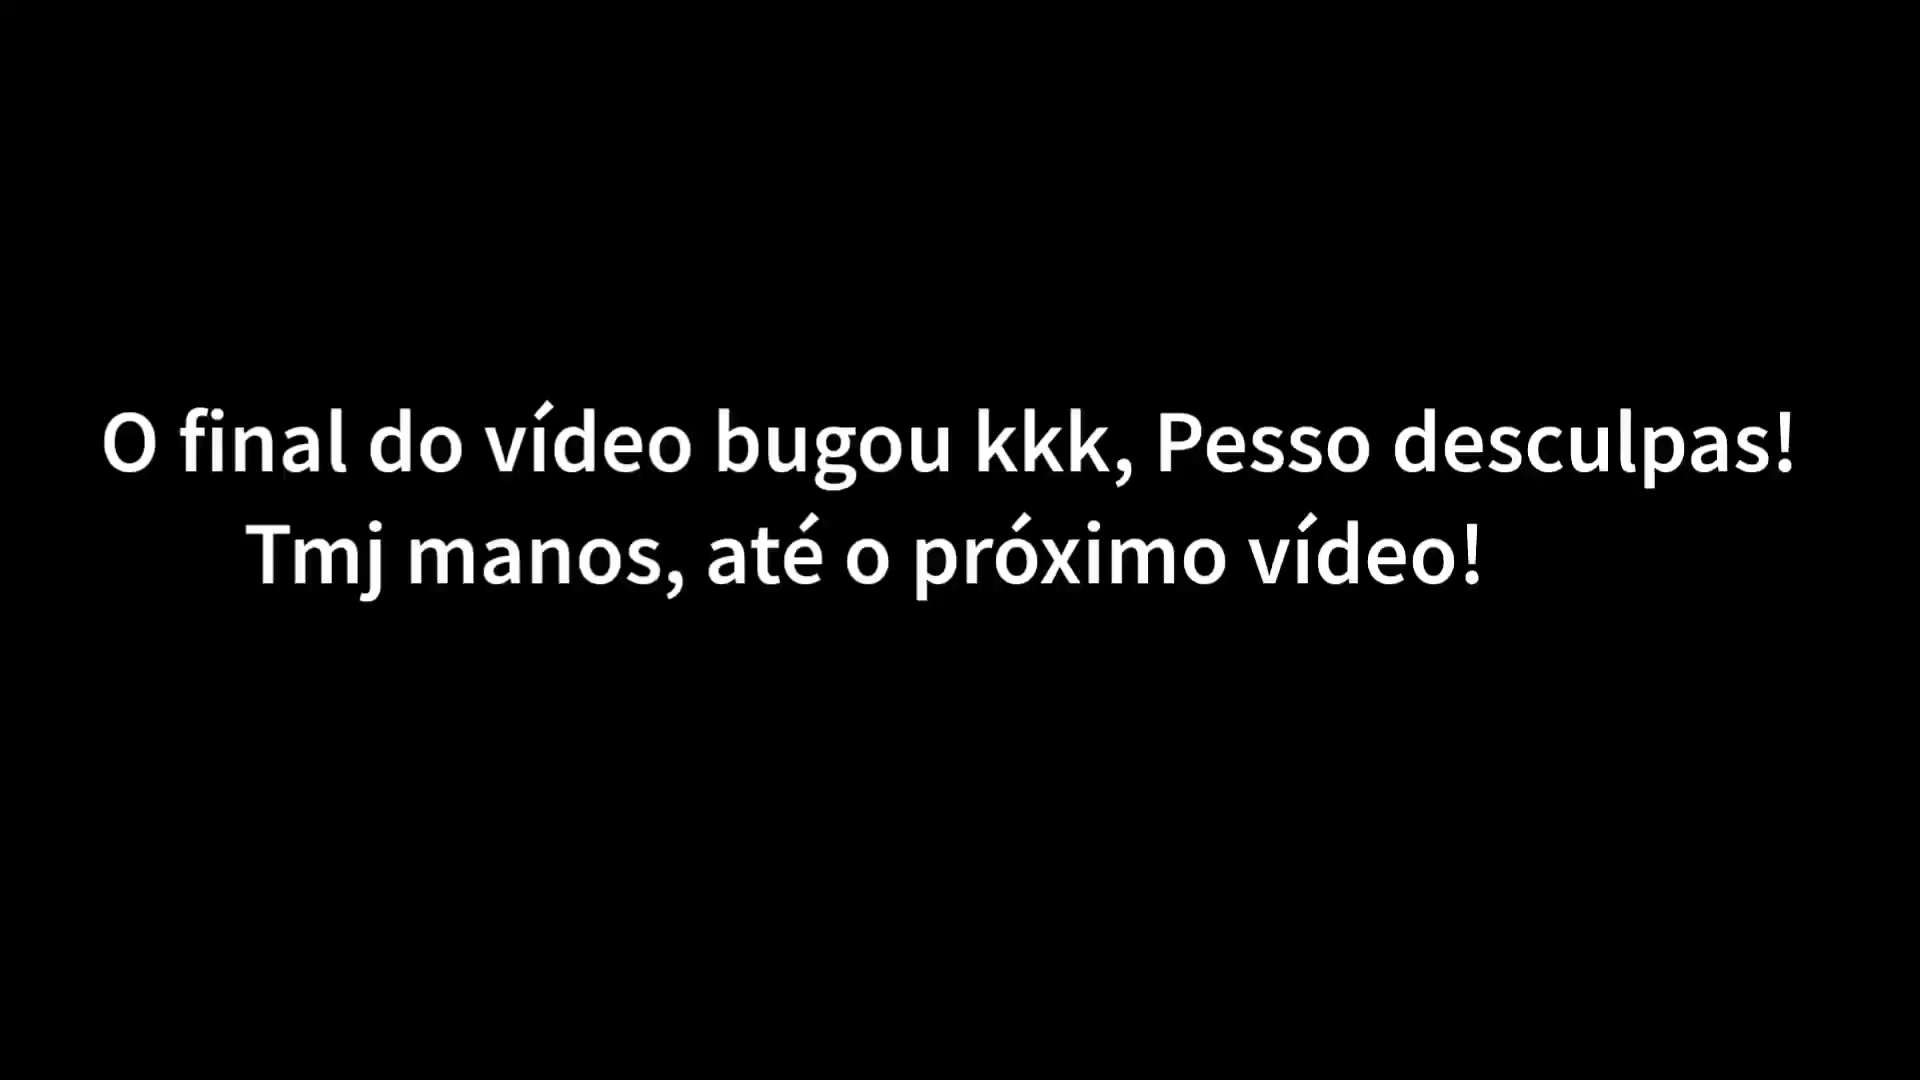 O final do vídeo bugou kkk, Pesso desculpas!
Tmj manos, até o próximo vídeo!